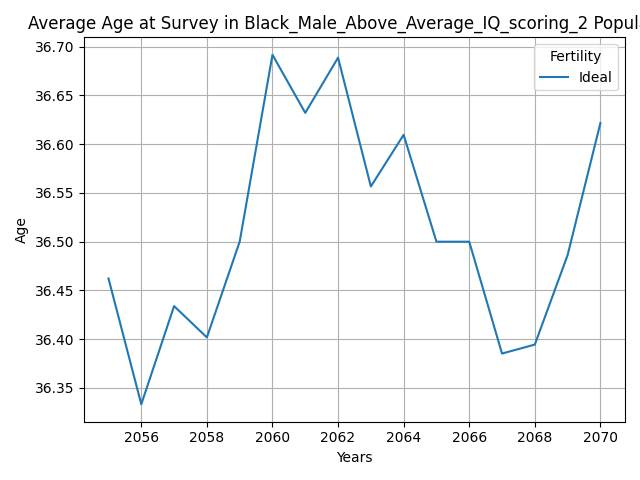 Average Age at Survey in Black_Male_Above_Average_IQ_scoring_2 Popul
Fertility
Ideal
36.70
36.65
36.60
36.55
36.50
36.45
36.40
36.35
Age
2056 2058 2060 2062 2064 2066 2068 2070
Years